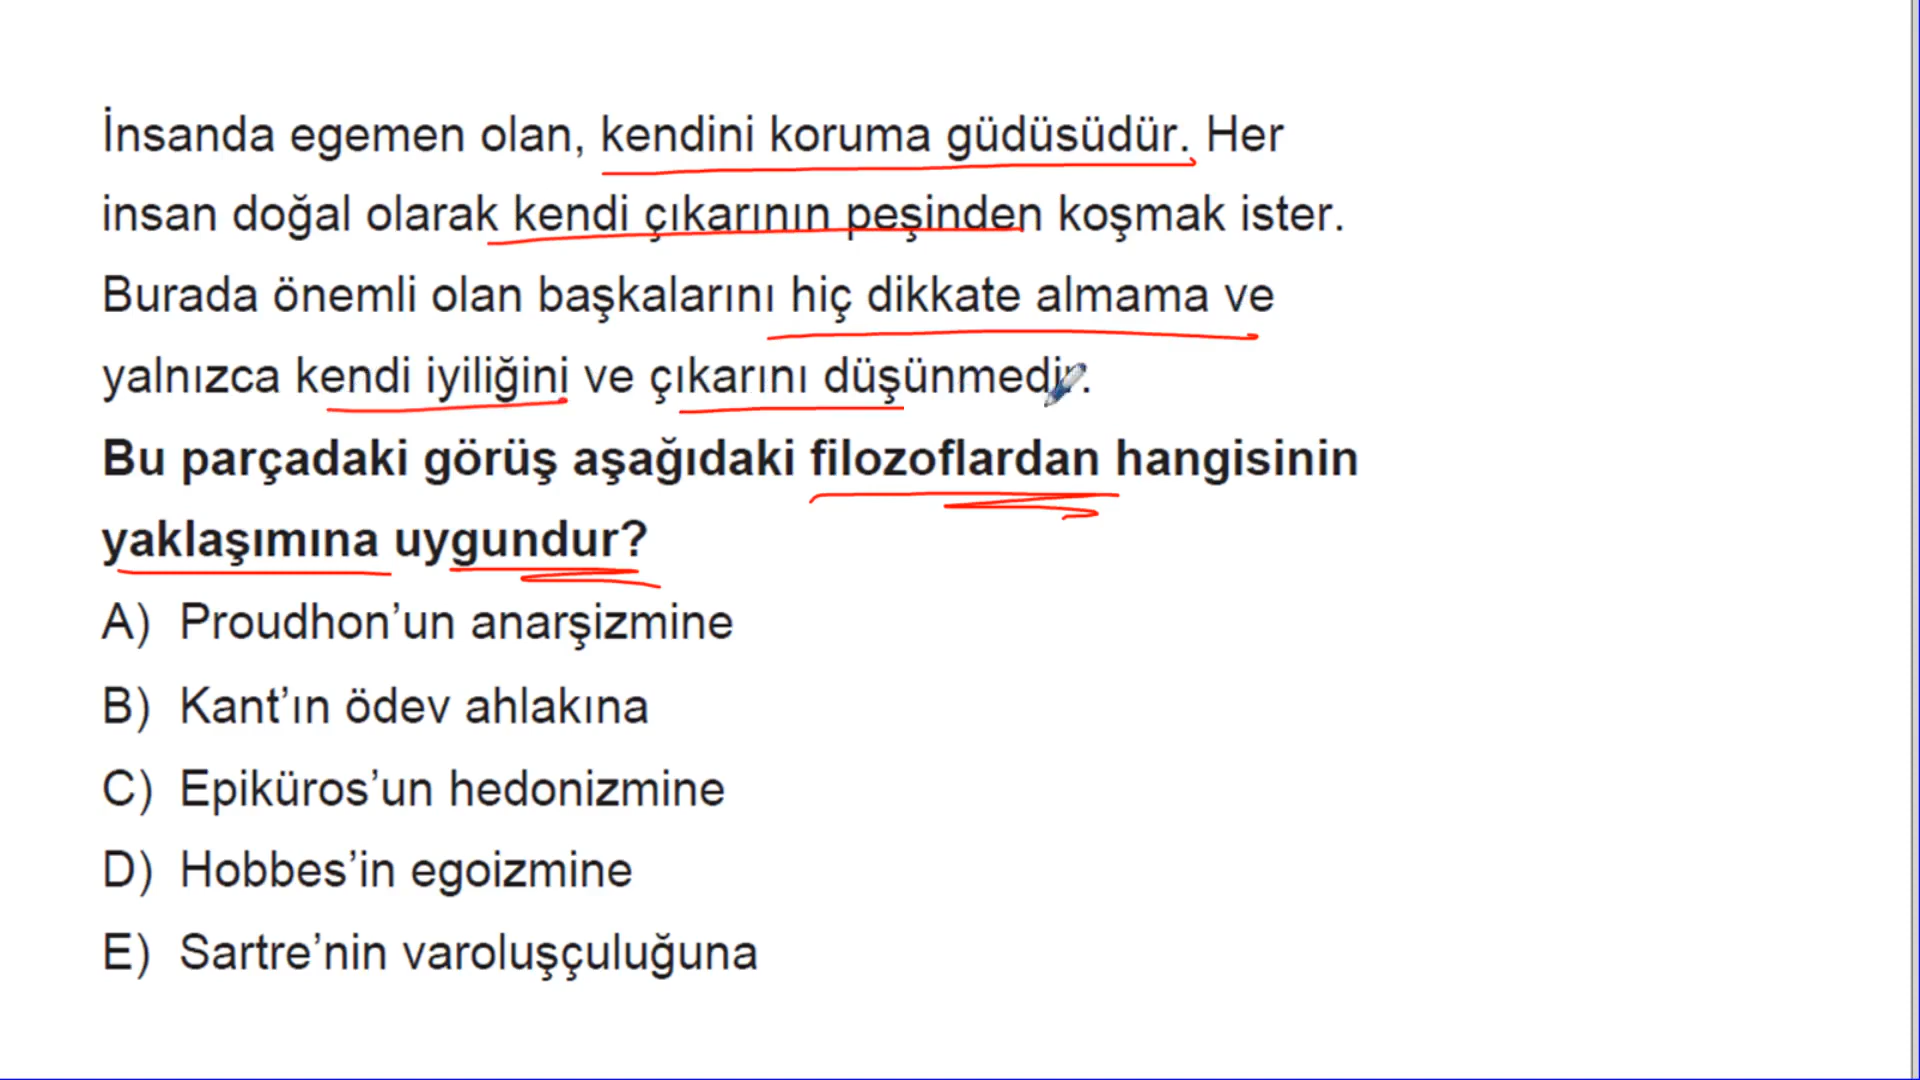 İnsanda egemen olan, kendini koruma güdüsüdür. Her
insan doğal olarak kendi çıkarının peşinden koşmak ister.
Burada önemli olan başkalarını hiç dikkate almama ve
yalnızca kendi iyiliğini ve çıkarını düşünmedir.
Bu parçadaki görüş aşağıdaki filozoflardan hangisinin
yaklaşımına uygundur?
A) Proudhon’un anarşizmine
B) Kant’ın ödev ahlakına
C) Epiküros’un hedonizmine
D) Hobbes’in egoizmine
E) Sartre’nin varoluşçuluğuna